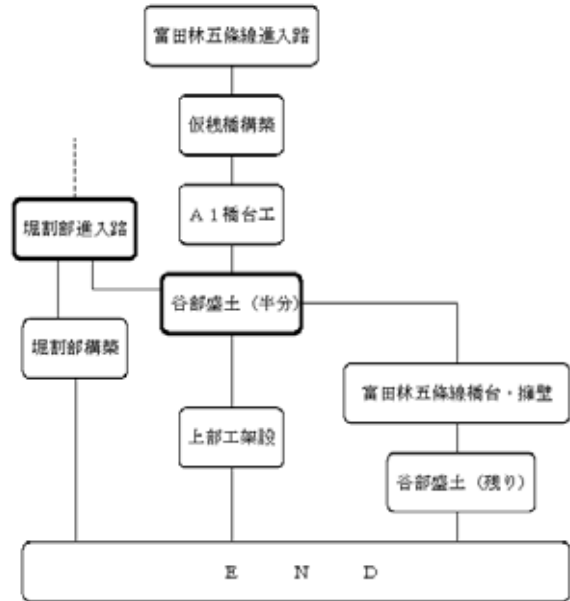 富田林五條線進入路
仮桟橋構築
A1橋台工
堀割部進入路
谷部盛土（半分）
堀割部構築
富田林五條線橋台・擁壁
上部工架設
谷部盛土（残り）
END